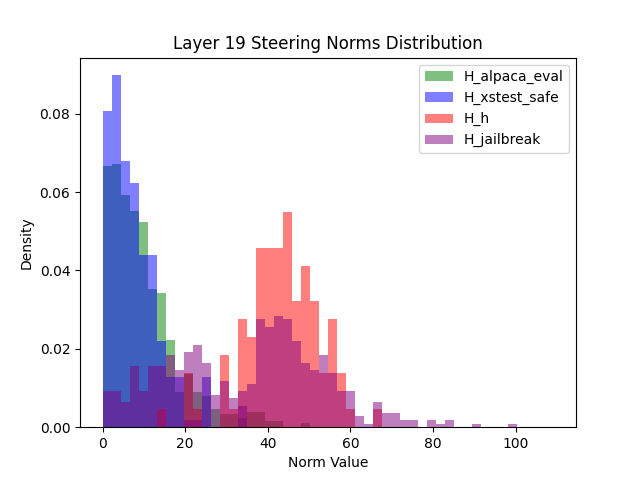 Layer 19 Steering Norms Distribution
H_alpaca_eval
H_xstest_safe
H_h
H_jailbreak
Density
0.08
0.06
0.04
0.02
0.00
0
20
40
60
80
100
Norm Value